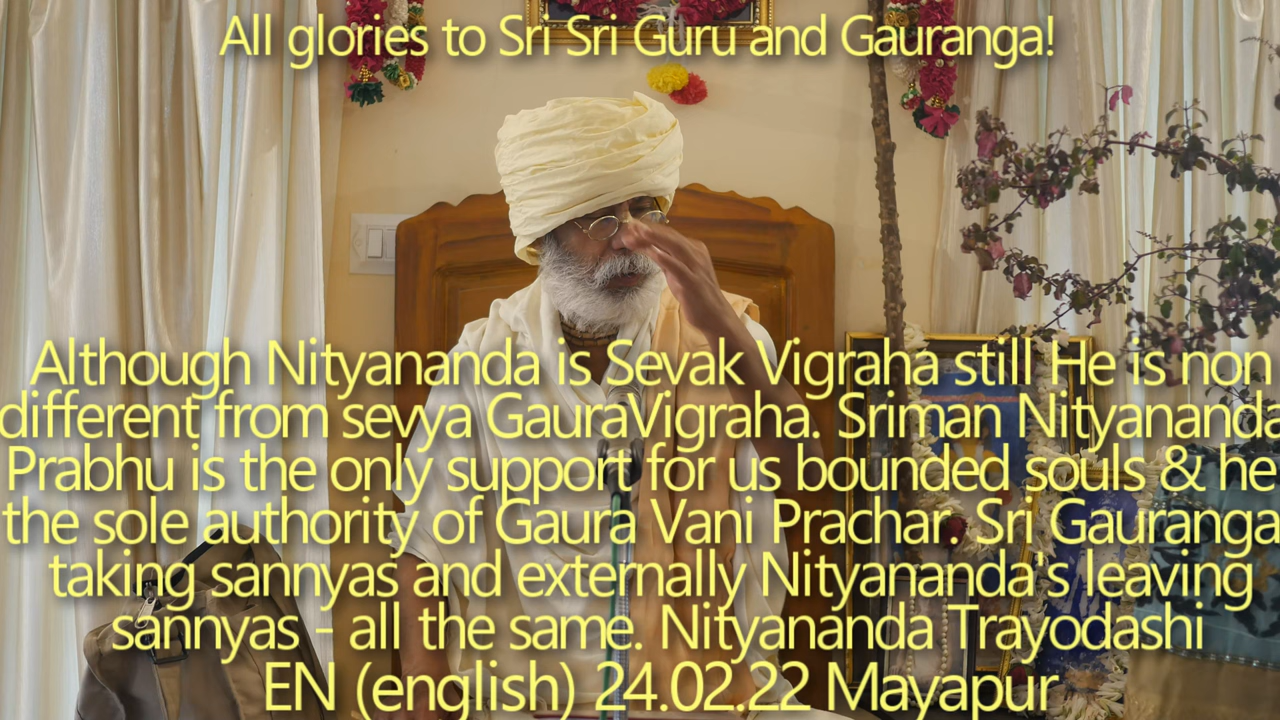 All glories to Sri Sri Guru and Gauranga!
Although Nityananda is Sevak Vigraha still He is non
different from sevya GauraVigraha. Sriman Nityananda
Prabhu is the only support for us bounded souls & he
the sole authority of Gaura Vani Prachar. Sri Gauranga
taking sannyas and externally Nityananda's leaving
sannyas - all the same. Nityananda Trayodashi
EN (english) 24.02.22 Mayapur